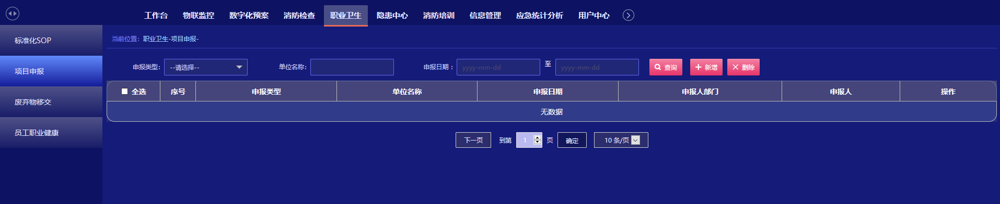 工作台 物联监控 数字化预案 消防检查 职业卫生 隐患中心 消防培训 信息管理 应急统计分析 用户中心
标准化SOP
项目申报
废弃物移交
员工职业健康
当前位置：职业卫生-项目申报-
申报类型： --请选择-- 单位名称： 申报日期： yyyy-mm-dd 至 yyyy-mm-dd 查询 新增 删除
全选 序号 申报类型 单位名称 申报日期 申报人部门 申报人 操作
无数据
下一页 到第 1 页 确定 10 条/页